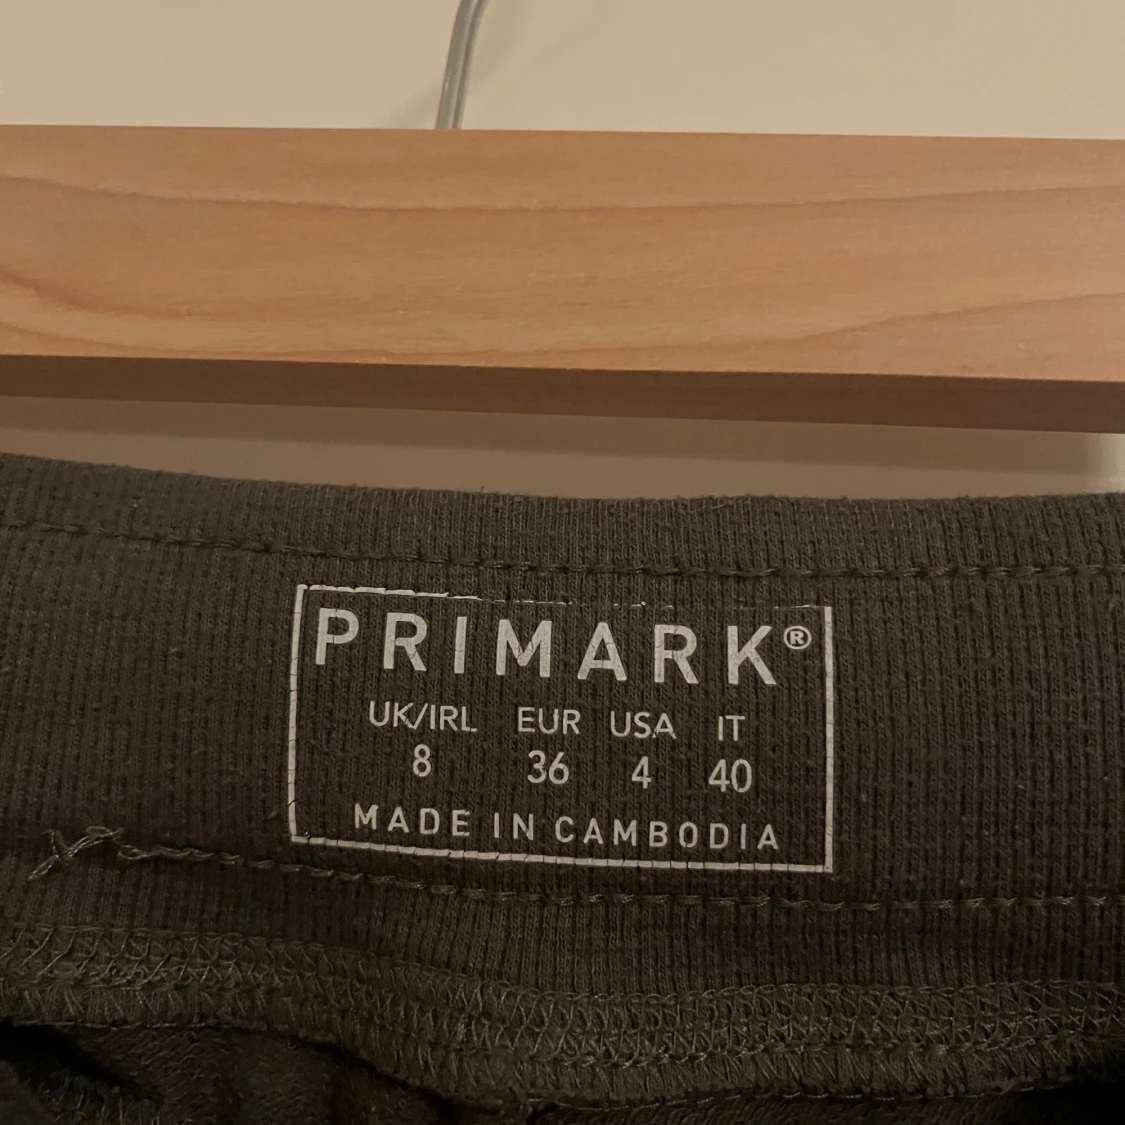 PRIMARK®
UK/IRL EUR USA IT
8 36 4 40
MADE IN CAMBODIA